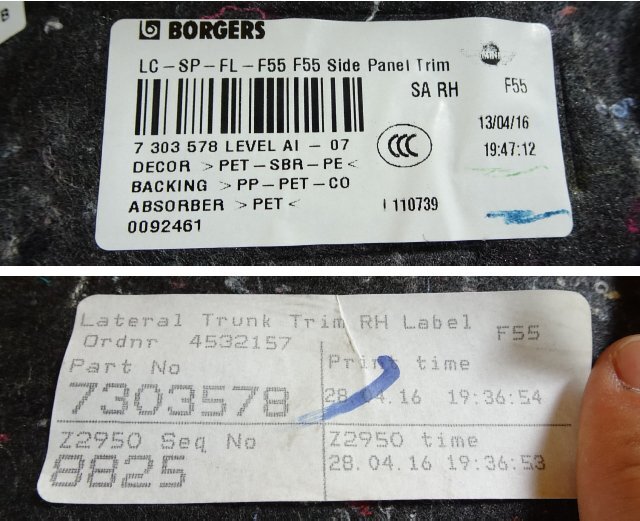 B
BORGERS
LC-SP-FL-F55 F55 Side Panel Trim
SA RH F55
13/04/16
7 303 578 LEVEL AI - 07
19:47:12
DECOR >PET-SBR-PE<
CCC
BACKING >PP-PET-CO
ABSORBER >PET<
110739
0092461
Lateral Trunk Trim RH Label F55
Ordnr 4532157
Part No
Print time
7303578
28.04.16 19:36:54
Z2950 Seq No
Z2950 time
8825
28.04.16 19:36:53